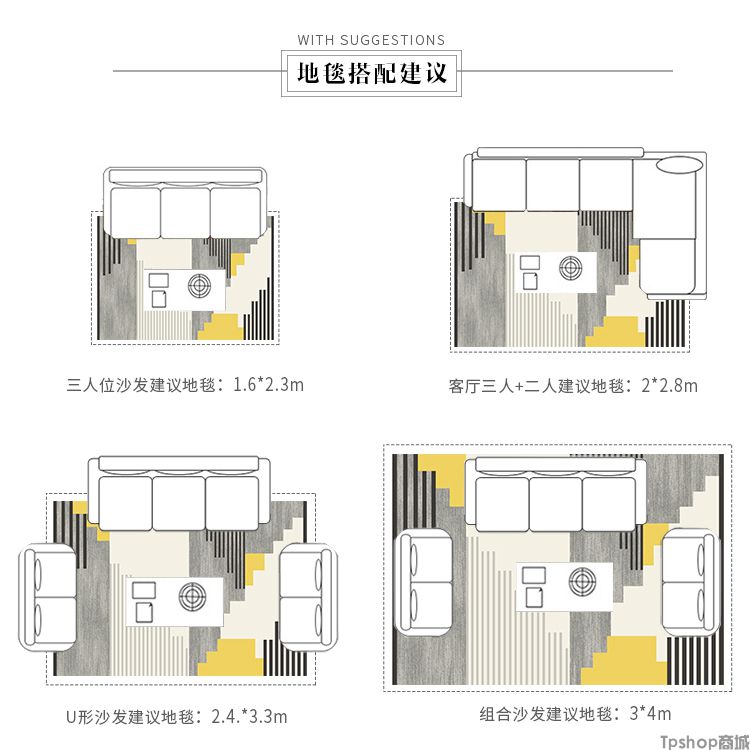 WITH SUGGESTIONS
地毯搭配建议
三人位沙发建议地毯：1.6*2.3m
客厅三人+二人建议地毯：2*2.8m
U形沙发建议地毯：2.4.*3.3m
组合沙发建议地毯：3*4m
Tpshop商城